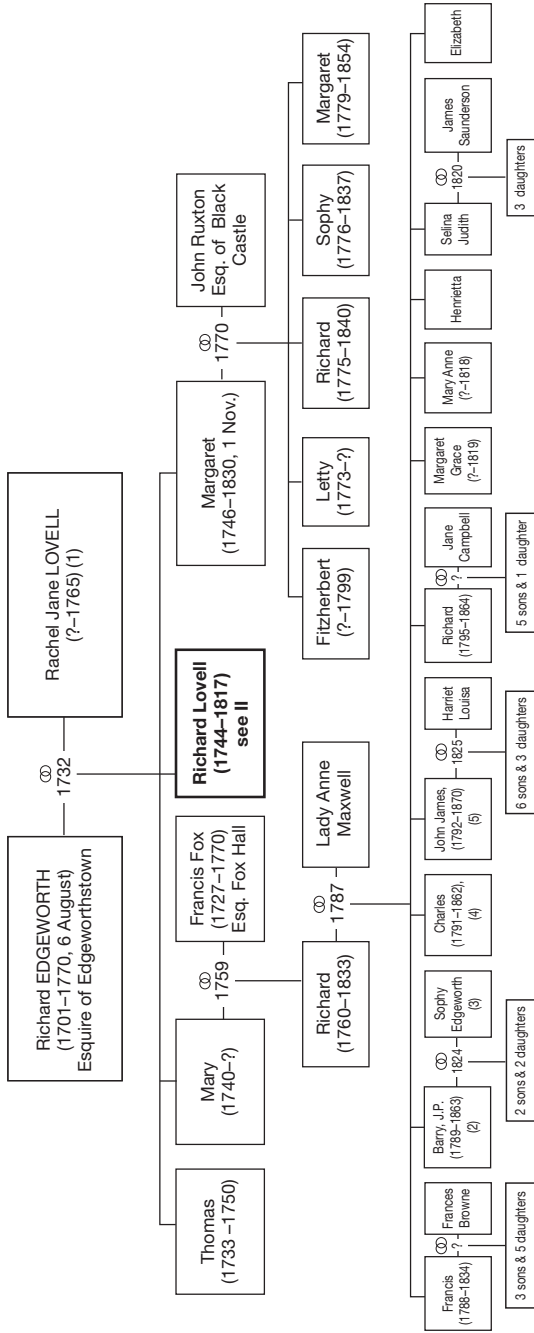 Richard EDGEWORTH
(1701–1770, 6 August)
Esquire of Edgeworthstown
1732
Rachel Jane LOVELL
(?–1765) (1)
Thomas
(1733 –1750)
Mary
(1740–?)
1759
Francis Fox
(1727–1770)
Esq. Fox Hall
Richard Lovell
(1744–1817)
see II
Margaret
(1746–1830, 1 Nov.)
1770
John Ruxton
Esq. of Black
Castle
Richard
(1760–1833)
1787
Lady Anne
Maxwell
Fitzherbert
(?–1799)
Letty
(1773–?)
Richard
(1775–1840)
Sophy
(1776–1837)
Margaret
(1779–1854)
Francis
(1788–1834)
?
Frances
Browne
Barry, J.P.
(1789–1863)
(2)
1824
Sophy
Edgeworth
(3)
Charles
(1791–1862),
(4)
John James,
(1792–1870)
(5)
1825
Harriet
Louisa
Richard
(1795–1864)
?
Jane
Campbell
Margaret
Grace
(?–1819)
Mary Anne
(?–1818)
Henrietta
Selina
Judith
1820
James
Saunderson
Elizabeth
3 sons & 5 daughters
2 sons & 2 daughters
6 sons & 3 daughters
5 sons & 1 daughter
3 daughters